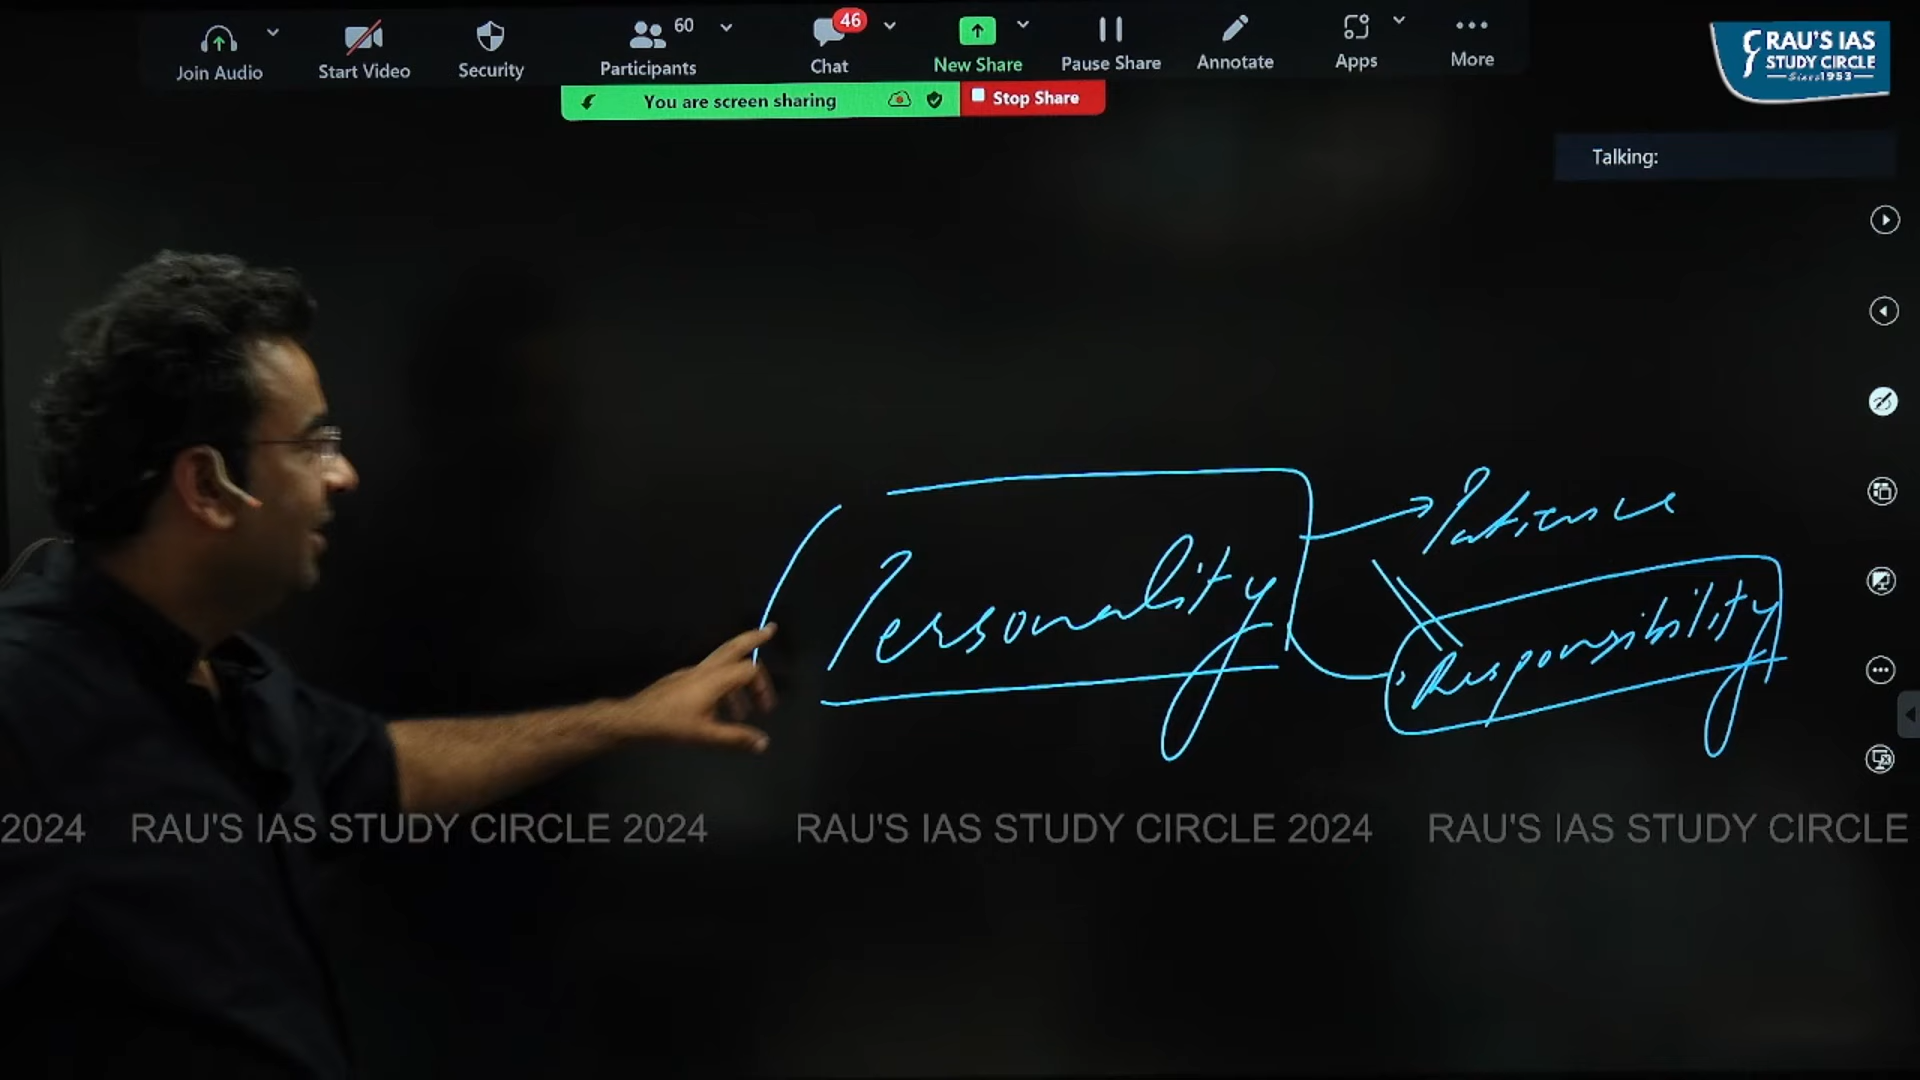 Join Audio
Start Video
Security
Participants
60
Chat
46
New Share
Pause Share
Annotate
Apps
More
You are screen sharing
Stop Share
RAU'S IAS
STUDY CIRCLE
Since 1953
Talking:
Patience
Personality
Responsibility
2024 RAU'S IAS STUDY CIRCLE 2024 RAU'S IAS STUDY CIRCLE 2024 RAU'S IAS STUDY CIRCLE